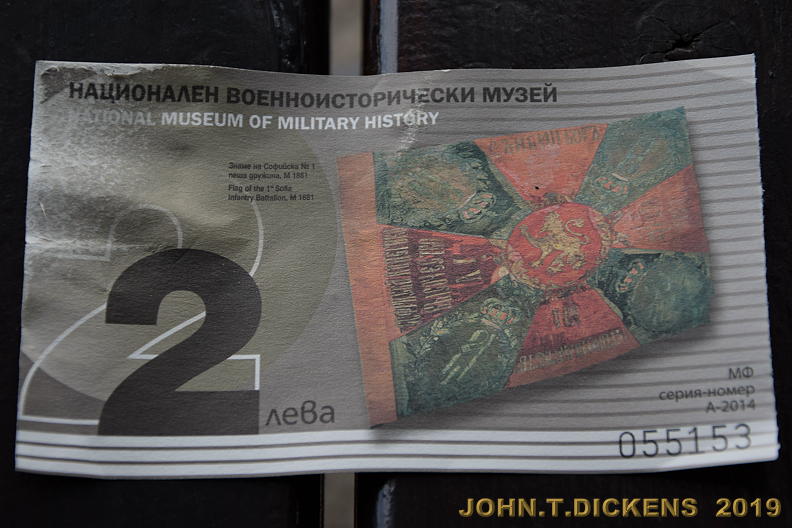 НАЦИОНАЛЕН ВОЕННОИСТОРИЧЕСКИ МУЗЕЙ
NATIONAL MUSEUM OF MILITARY HISTORY
Знаме на Софийска № 1
пеша дружина, М 1881
Flag of the 1st Sofia
Infantry Battalion, M 1881
2
2 лева
МФ
серия-номер
А-2014
055153
JOHN.T.DICKENS 2019